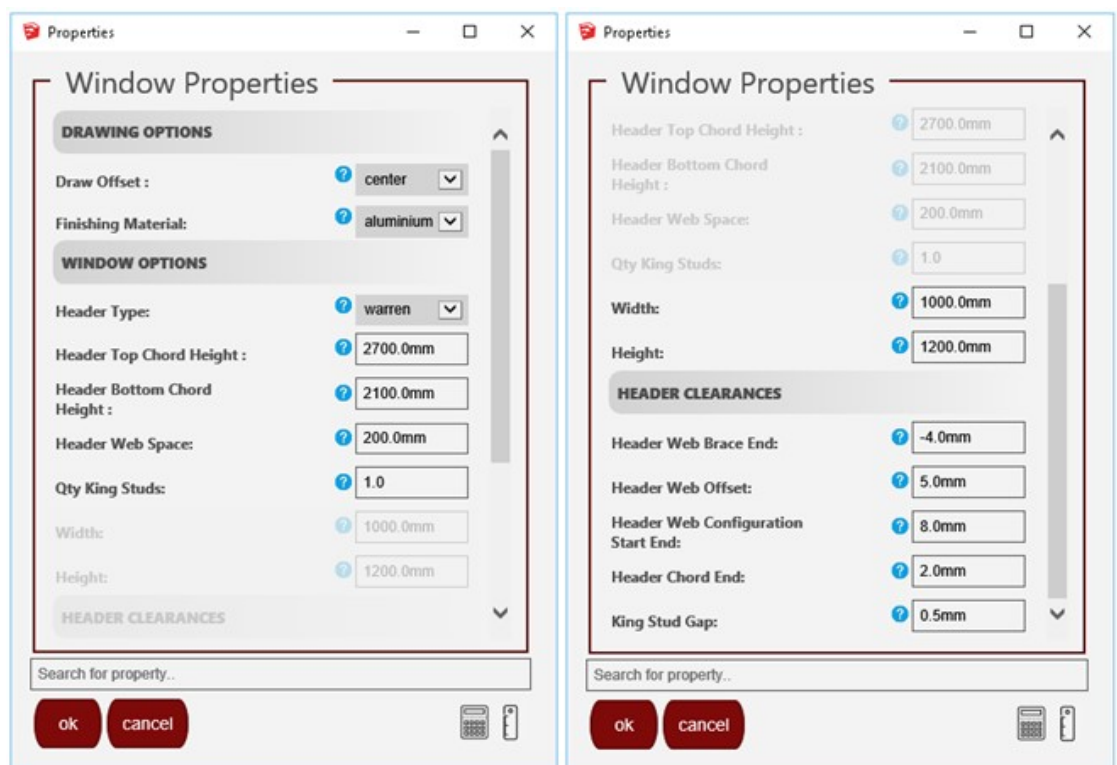 Properties
Window Properties
DRAWING OPTIONS
Draw Offset : ? center
Finishing Material: ? aluminium
WINDOW OPTIONS
Header Type: ? warren
Header Top Chord Height : ? 2700.0mm
Header Bottom Chord
Height : ? 2100.0mm
Header Web Space: ? 200.0mm
Qty King Studs: ? 1.0
Width: ? 1000.0mm
Height: ? 1200.0mm
HEADER CLEARANCES
Search for property..
ok cancel
Properties
Window Properties
Header Top Chord Height : ? 2700.0mm
Header Bottom Chord
Height : ? 2100.0mm
Header Web Space: ? 200.0mm
Qty King Studs: ? 1.0
Width: ? 1000.0mm
Height: ? 1200.0mm
HEADER CLEARANCES
Header Web Brace End: ? -4.0mm
Header Web Offset: ? 5.0mm
Header Web Configuration
Start End: ? 8.0mm
Header Chord End: ? 2.0mm
King Stud Gap: ? 0.5mm
Search for property..
ok cancel